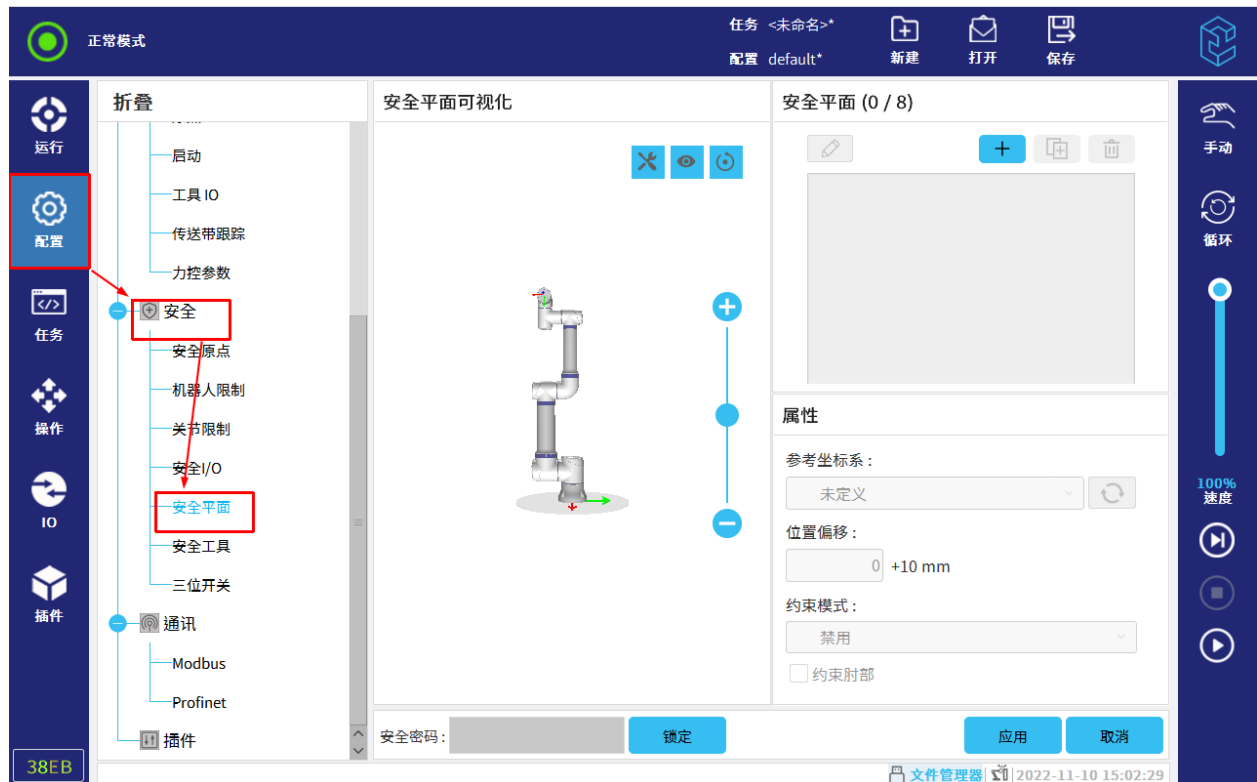 正常模式
任务 <未命名>*
配置 default*
新建
打开
保存
运行
配置
任务
操作
IO
插件
38EB
折叠
启动
工具 IO
传送带跟踪
力控参数
安全
安全原点
机器人限制
关节限制
安全I/O
安全平面
安全工具
三位开关
通讯
Modbus
Profinet
插件
安全平面可视化
安全平面 (0 / 8)
属性
参考坐标系 :
未定义
位置偏移 :
0 +10 mm
约束模式 :
禁用
约束肘部
安全密码 :
锁定
应用
取消
手动
循环
100%
速度
文件管理器
2022-11-10 15:02:29